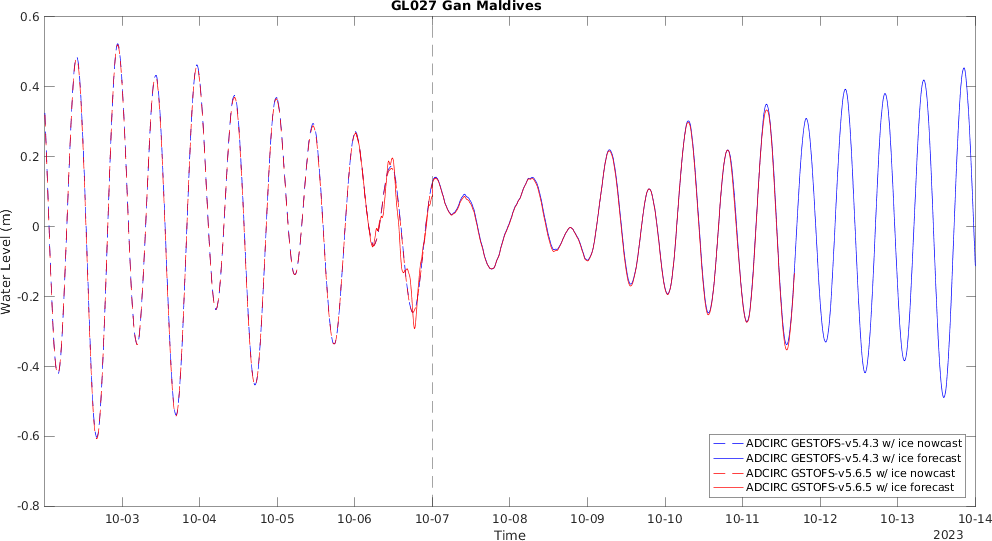 GL027 Gan Maldives
0.6
0.4
0.2
0
-0.2
-0.4
-0.6
-0.8
Water Level (m)
ADCIRC GESTOFS-v5.4.3 w/ ice nowcast
ADCIRC GESTOFS-v5.4.3 w/ ice forecast
ADCIRC GSTOFS-v5.6.5 w/ ice nowcast
ADCIRC GSTOFS-v5.6.5 w/ ice forecast
10-03 10-04 10-05 10-06 10-07 10-08 10-09 10-10 10-11 10-12 10-13 10-14
Time
2023